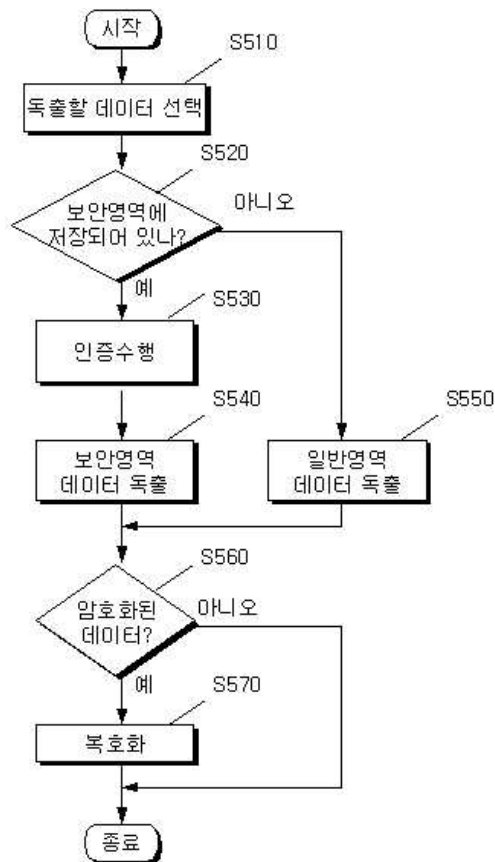 시작
S510
독출할 데이터 선택
S520
보안영역에
저장되어 있나?
아니오
예
S530
인증수행
S540
보안영역
데이터 독출
S550
일반영역
데이터 독출
S560
암호화된
데이터?
아니오
예
S570
복호화
종료